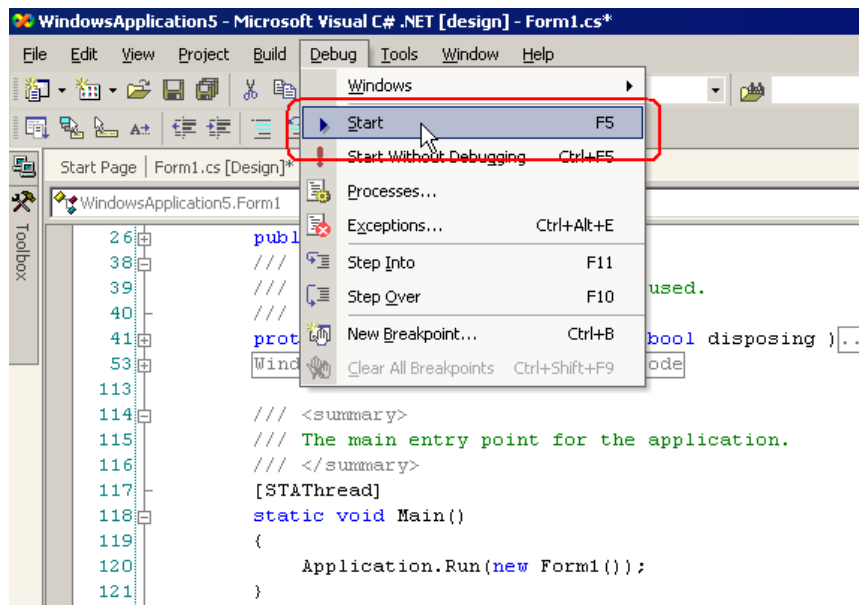 WindowsApplication5 - Microsoft Visual C# .NET [design] - Form1.cs*
File Edit View Project Build Debug Tools Window Help
Windows
Start F5
Start Without Debugging Ctrl+F5
Processes...
Exceptions... Ctrl+Alt+E
Step Into F11
Step Over F10
New Breakpoint... Ctrl+B
Clear All Breakpoints Ctrl+Shift+F9
Start Page Form1.cs [Design]*
WindowsApplication5.Form1
Toolbox
26 publ
38 ///
39 /// used.
40 ///
41 prot bool disposing )...
53 Wind ode
113
114 /// <summary>
115 /// The main entry point for the application.
116 /// </summary>
117 [STAThread]
118 static void Main()
119 {
120 Application.Run(new Form1());
121 }